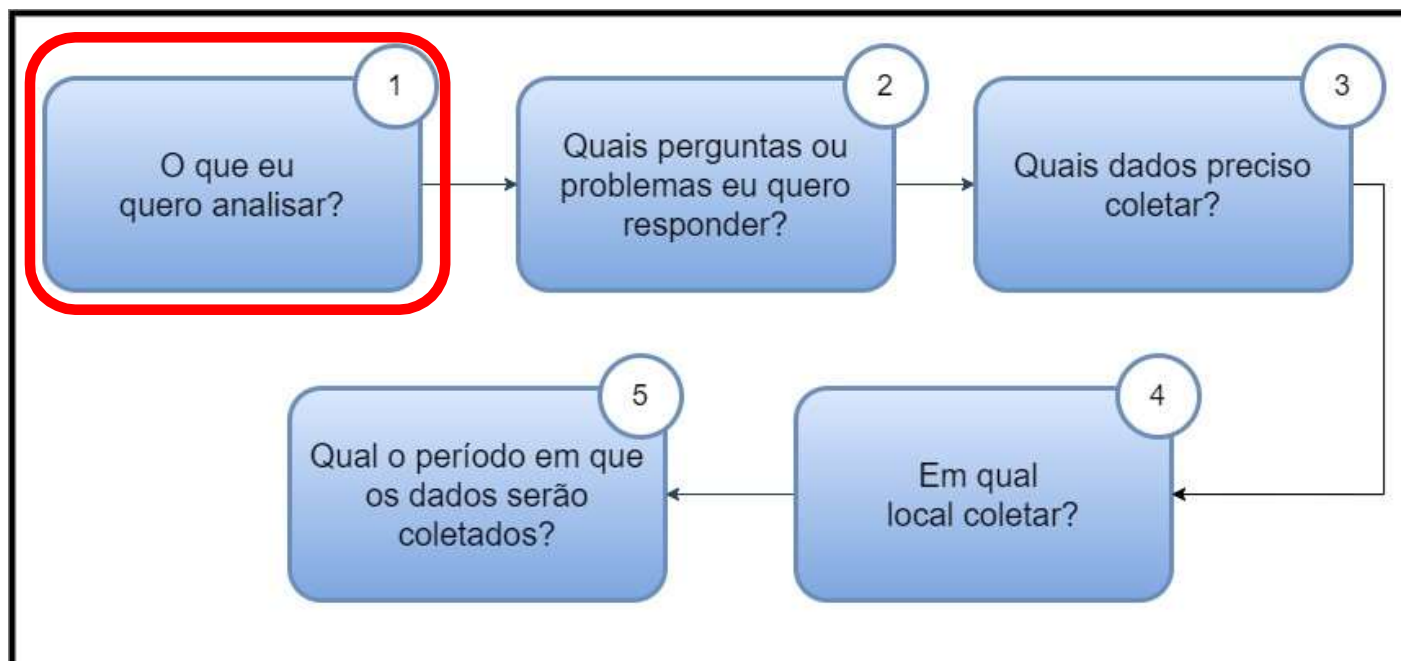 1
O que eu
quero analisar?
2
Quais perguntas ou
problemas eu quero
responder?
3
Quais dados preciso
coletar?
4
Em qual
local coletar?
5
Qual o período em que
os dados serão
coletados?